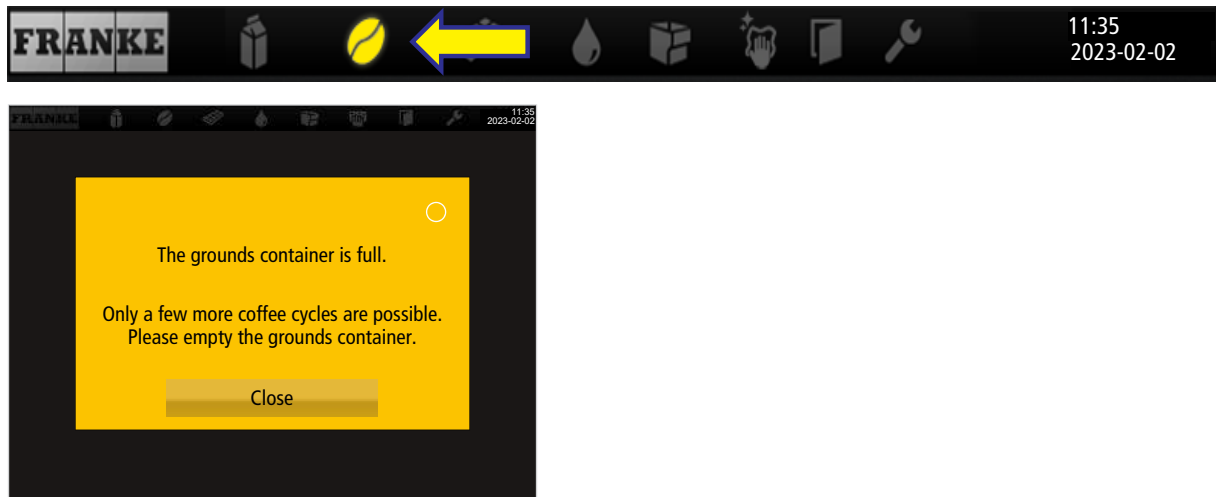 FRANKE
11:35
2023-02-02
FRANKE
11:35
2023-02-02
The grounds container is full.
Only a few more coffee cycles are possible.
Please empty the grounds container.
Close